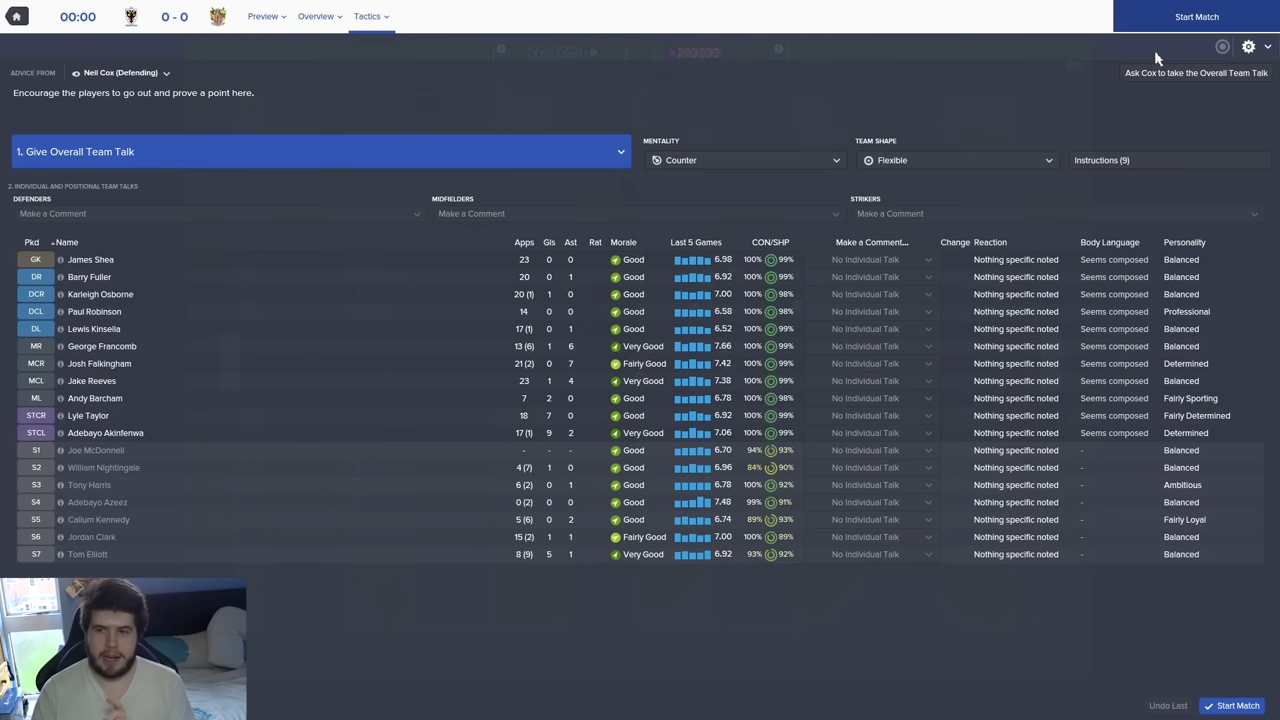 00:00 0 - 0 Preview Overview Tactics Start Match
ADVICE FROM Neil Cox (Defending) Ask Cox to take the Overall Team Talk
Encourage the players to go out and prove a point here.
1. Give Overall Team Talk MENTALITY Counter TEAM SHAPE Flexible Instructions (9)
2. INDIVIDUAL AND POSITIONAL TEAM TALKS
DEFENDERS MIDFIELDERS STRIKERS
Make a Comment Make a Comment Make a Comment
Pkd Name Apps Gls Ast Rat Morale Last 5 Games CON/SHP Make a Comment... Change Reaction Body Language Personality
GK James Shea 23 0 0 Good 6.98 100% 99% No Individual Talk Nothing specific noted Seems composed Balanced
DR Barry Fuller 20 0 1 Good 6.92 100% 99% No Individual Talk Nothing specific noted Seems composed Balanced
DCR Karleigh Osborne 20 (1) 1 0 Good 7.00 100% 98% No Individual Talk Nothing specific noted Seems composed Balanced
DCL Paul Robinson 14 0 0 Good 6.58 100% 98% No Individual Talk Nothing specific noted Seems composed Professional
DL Lewis Kinsella 17 (1) 0 1 Good 6.52 100% 99% No Individual Talk Nothing specific noted Seems composed Balanced
MR George Francomb 13 (6) 1 6 Very Good 7.66 100% 99% No Individual Talk Nothing specific noted Seems composed Balanced
MCR Josh Falkingham 21 (2) 0 7 Fairly Good 7.42 100% 99% No Individual Talk Nothing specific noted Seems composed Determined
MCL Jake Reeves 23 1 4 Very Good 7.38 100% 99% No Individual Talk Nothing specific noted Seems composed Balanced
ML Andy Barcham 7 2 0 Good 6.78 100% 98% No Individual Talk Nothing specific noted Seems composed Fairly Sporting
STCR Lyle Taylor 18 7 0 Good 6.92 100% 99% No Individual Talk Nothing specific noted Seems composed Fairly Determined
STCL Adebayo Akinfenwa 17 (1) 9 2 Very Good 7.06 100% 99% No Individual Talk Nothing specific noted Seems composed Determined
S1 Joe McDonnell - - - Good 6.70 94% 93% No Individual Talk Nothing specific noted - Balanced
S2 William Nightingale 4 (7) 1 0 Good 6.96 84% 90% No Individual Talk Nothing specific noted - Balanced
S3 Tony Harris 6 (2) 0 1 Good 6.78 100% 92% No Individual Talk Nothing specific noted - Ambitious
S4 Adebayo Azeez 0 (2) 0 0 Good 7.48 99% 91% No Individual Talk Nothing specific noted - Balanced
S5 Callum Kennedy 5 (6) 0 2 Good 6.74 89% 93% No Individual Talk Nothing specific noted - Fairly Loyal
S6 Jordan Clark 15 (2) 1 1 Fairly Good 7.00 100% 89% No Individual Talk Nothing specific noted - Balanced
S7 Tom Elliott 8 (9) 5 1 Very Good 6.92 93% 92% No Individual Talk Nothing specific noted - Balanced
Undo Last Start Match